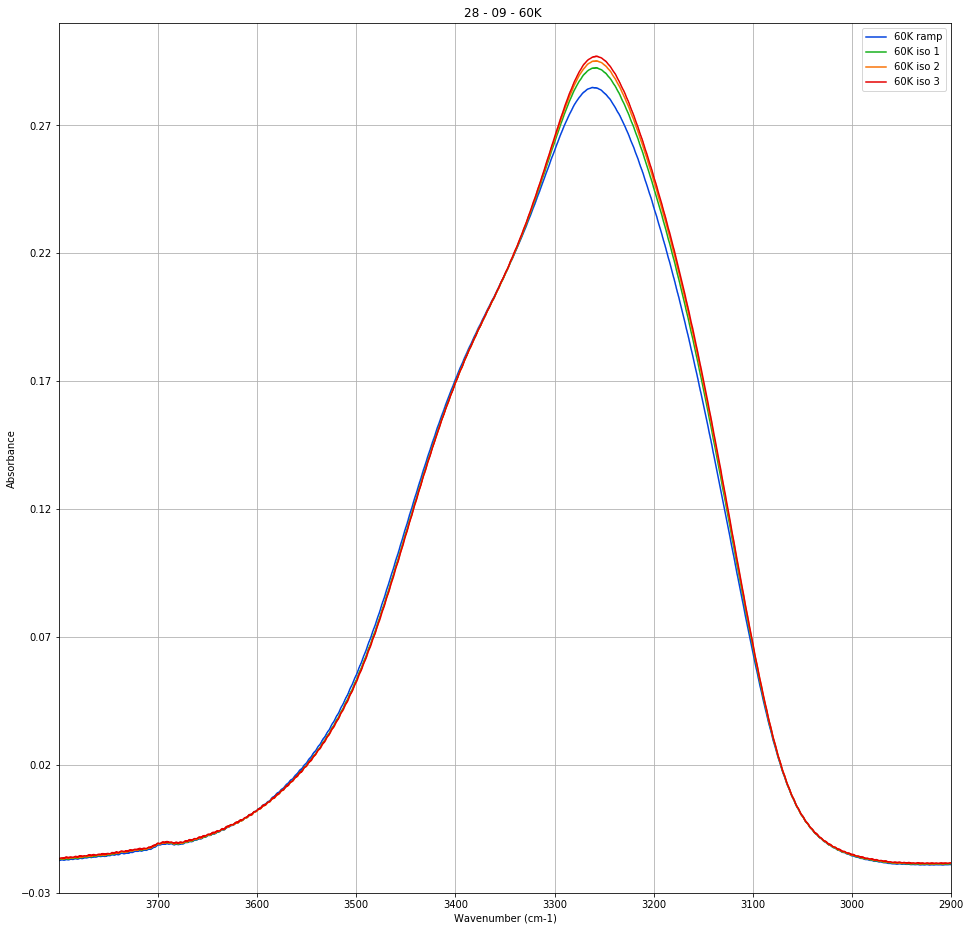 28 - 09 - 60K
60K ramp
60K iso 1
60K iso 2
60K iso 3
Absorbance
0.27
0.22
0.17
0.12
0.07
0.02
−0.03
3700 3600 3500 3400 3300 3200 3100 3000 2900
Wavenumber (cm-1)